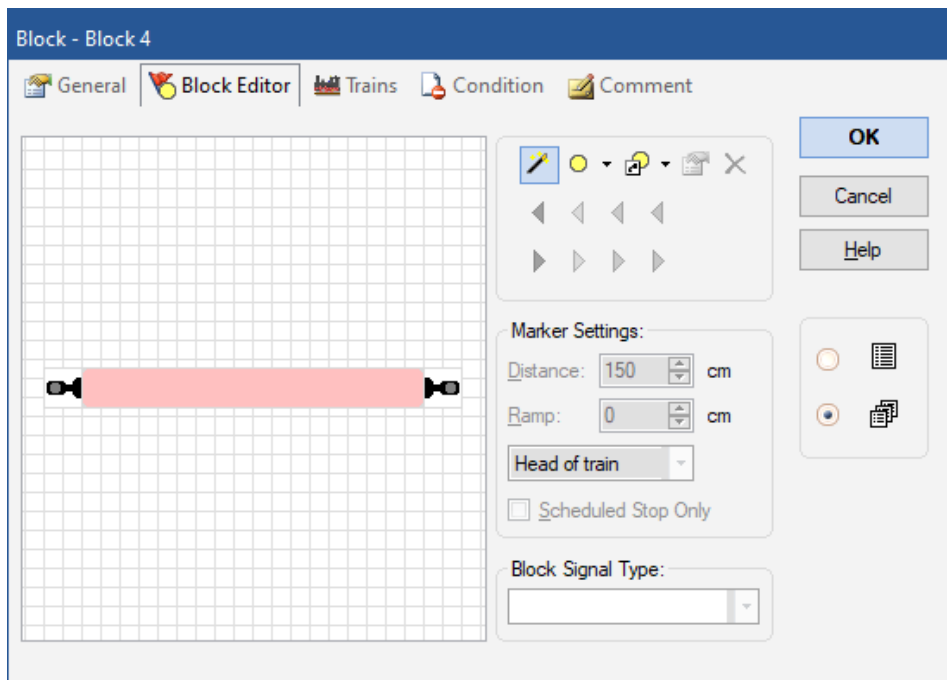 Block - Block 4
General Block Editor Trains Condition Comment
OK
Cancel
Help
Marker Settings:
Distance: 150 cm
Ramp: 0 cm
Head of train
Scheduled Stop Only
Block Signal Type: